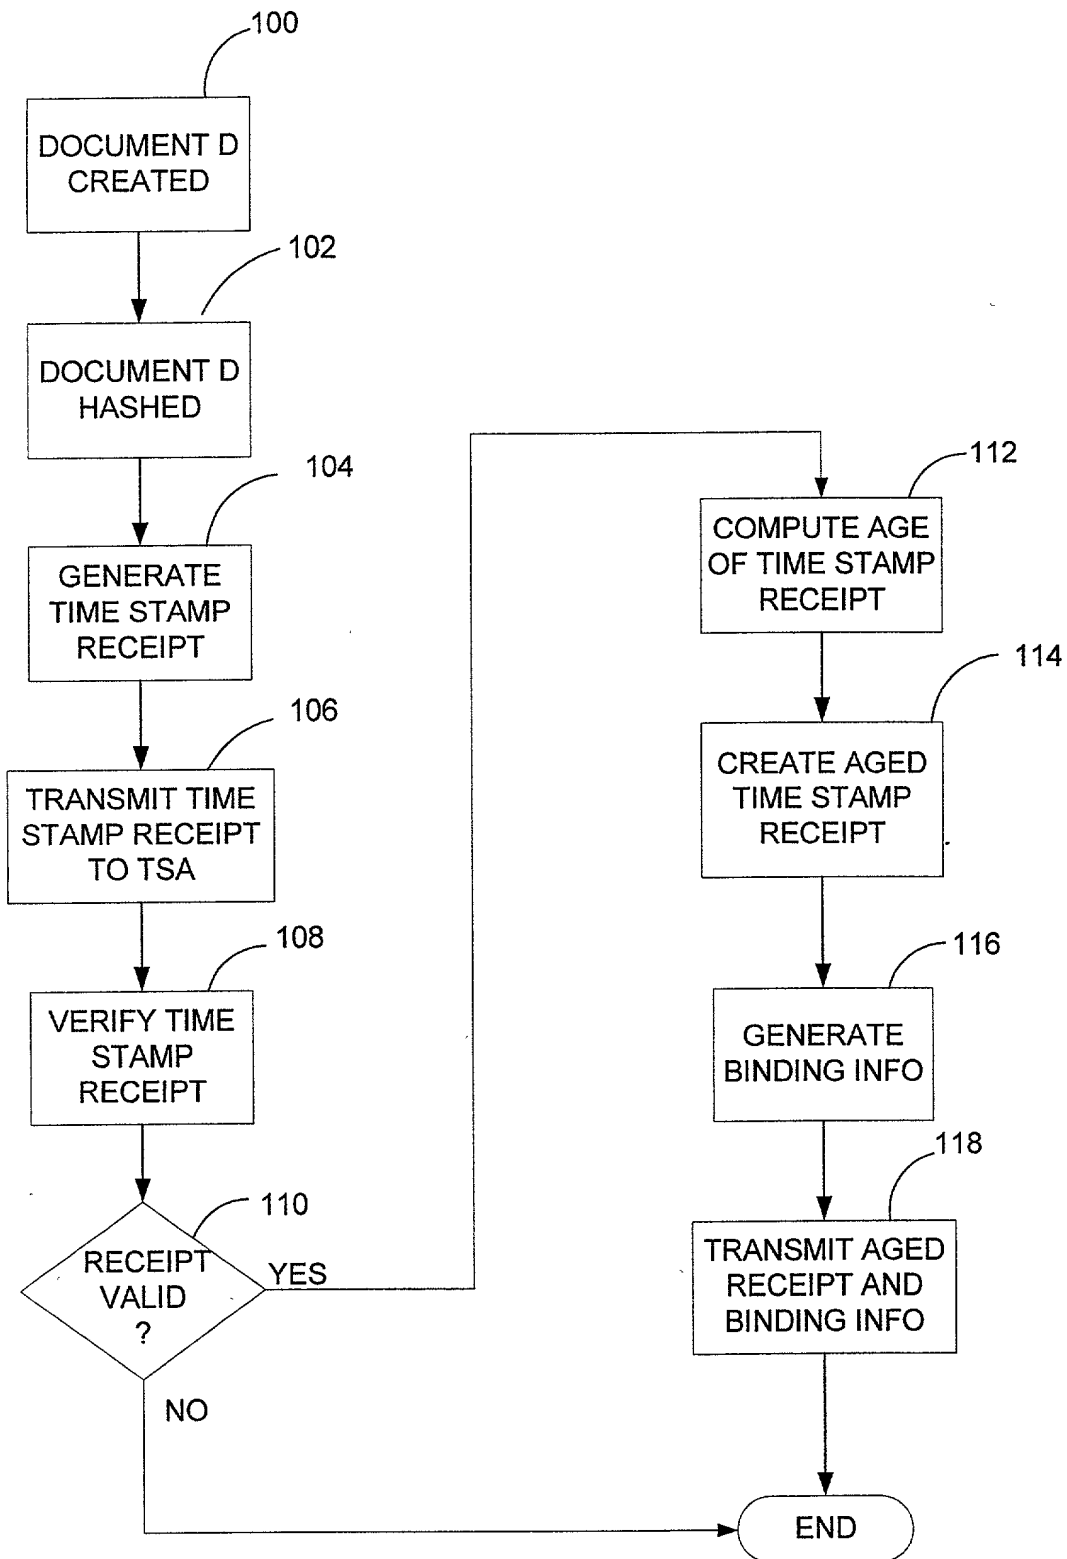 100
DOCUMENT D
CREATED
102
DOCUMENT D
HASHED
104
GENERATE
TIME STAMP
RECEIPT
106
TRANSMIT TIME
STAMP RECEIPT
TO TSA
108
VERIFY TIME
STAMP
RECEIPT
110
RECEIPT
VALID
?
YES
NO
112
COMPUTE AGE
OF TIME STAMP
RECEIPT
114
CREATE AGED
TIME STAMP
RECEIPT
116
GENERATE
BINDING INFO
118
TRANSMIT AGED
RECEIPT AND
BINDING INFO
END